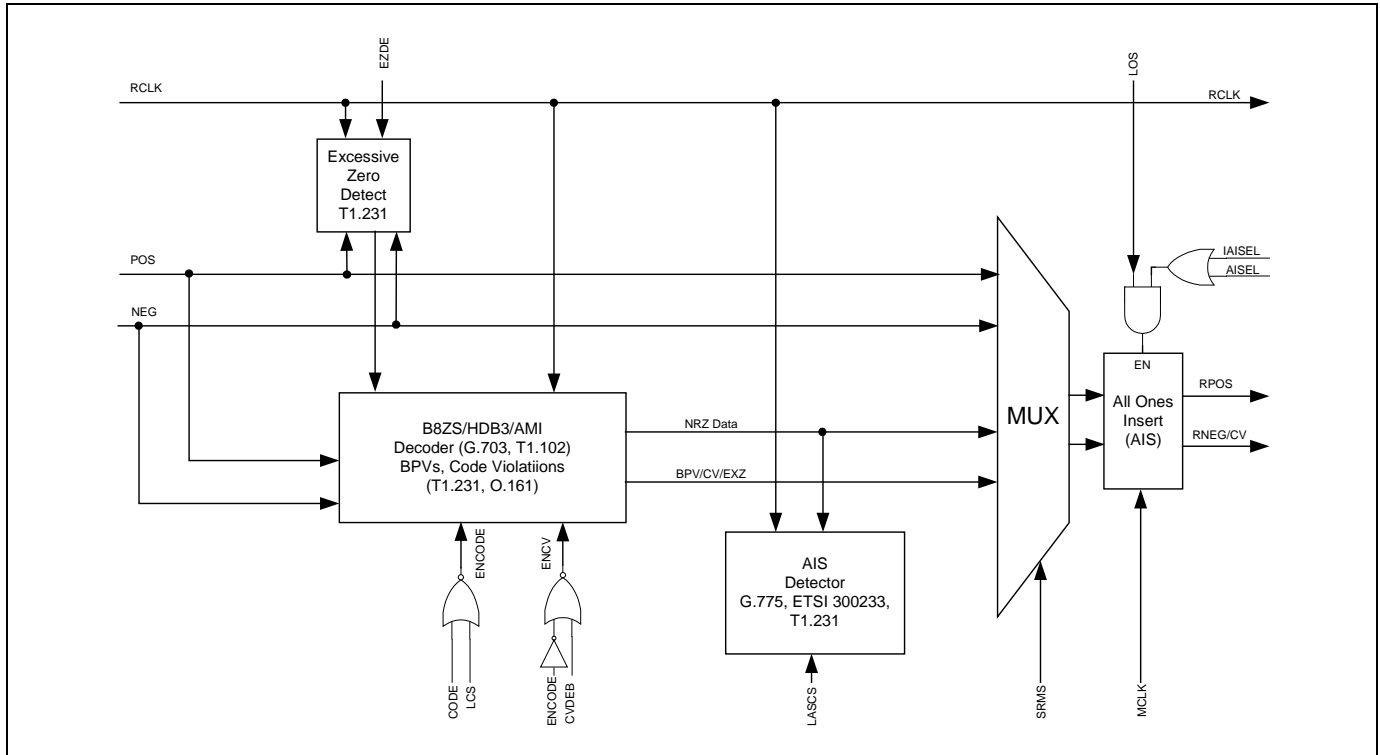 EZDE
LOS
RCLK
RCLK
Excessive
Zero
Detect
T1.231
IAISEL
AISEL
POS
NEG
EN
All Ones
Insert
(AIS)
RPOS
RNEG/CV
MUX
B8ZS/HDB3/AMI
Decoder (G.703, T1.102)
BPVs, Code Violatiions
(T1.231, O.161)
NRZ Data
BPV/CV/EXZ
ENCODE
ENCV
AIS
Detector
G.775, ETSI 300233,
T1.231
CODE
LCS
ENCODE
CVDEB
LASCS
SRMS
MCLK